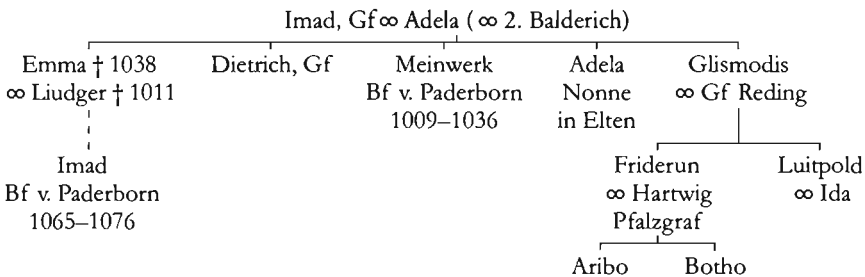 Imad, Gf ∞ Adela ( ∞ 2. Balderich)
Emma † 1038 Dietrich, Gf Meinwerk Adela Glismodis
∞ Liudger † 1011 Bf v. Paderborn Nonne ∞ Gf Reding
1009–1036 in Elten
Imad Friderun Luitpold
Bf v. Paderborn ∞ Hartwig ∞ Ida
1065–1076 Pfalzgraf
Aribo Botho